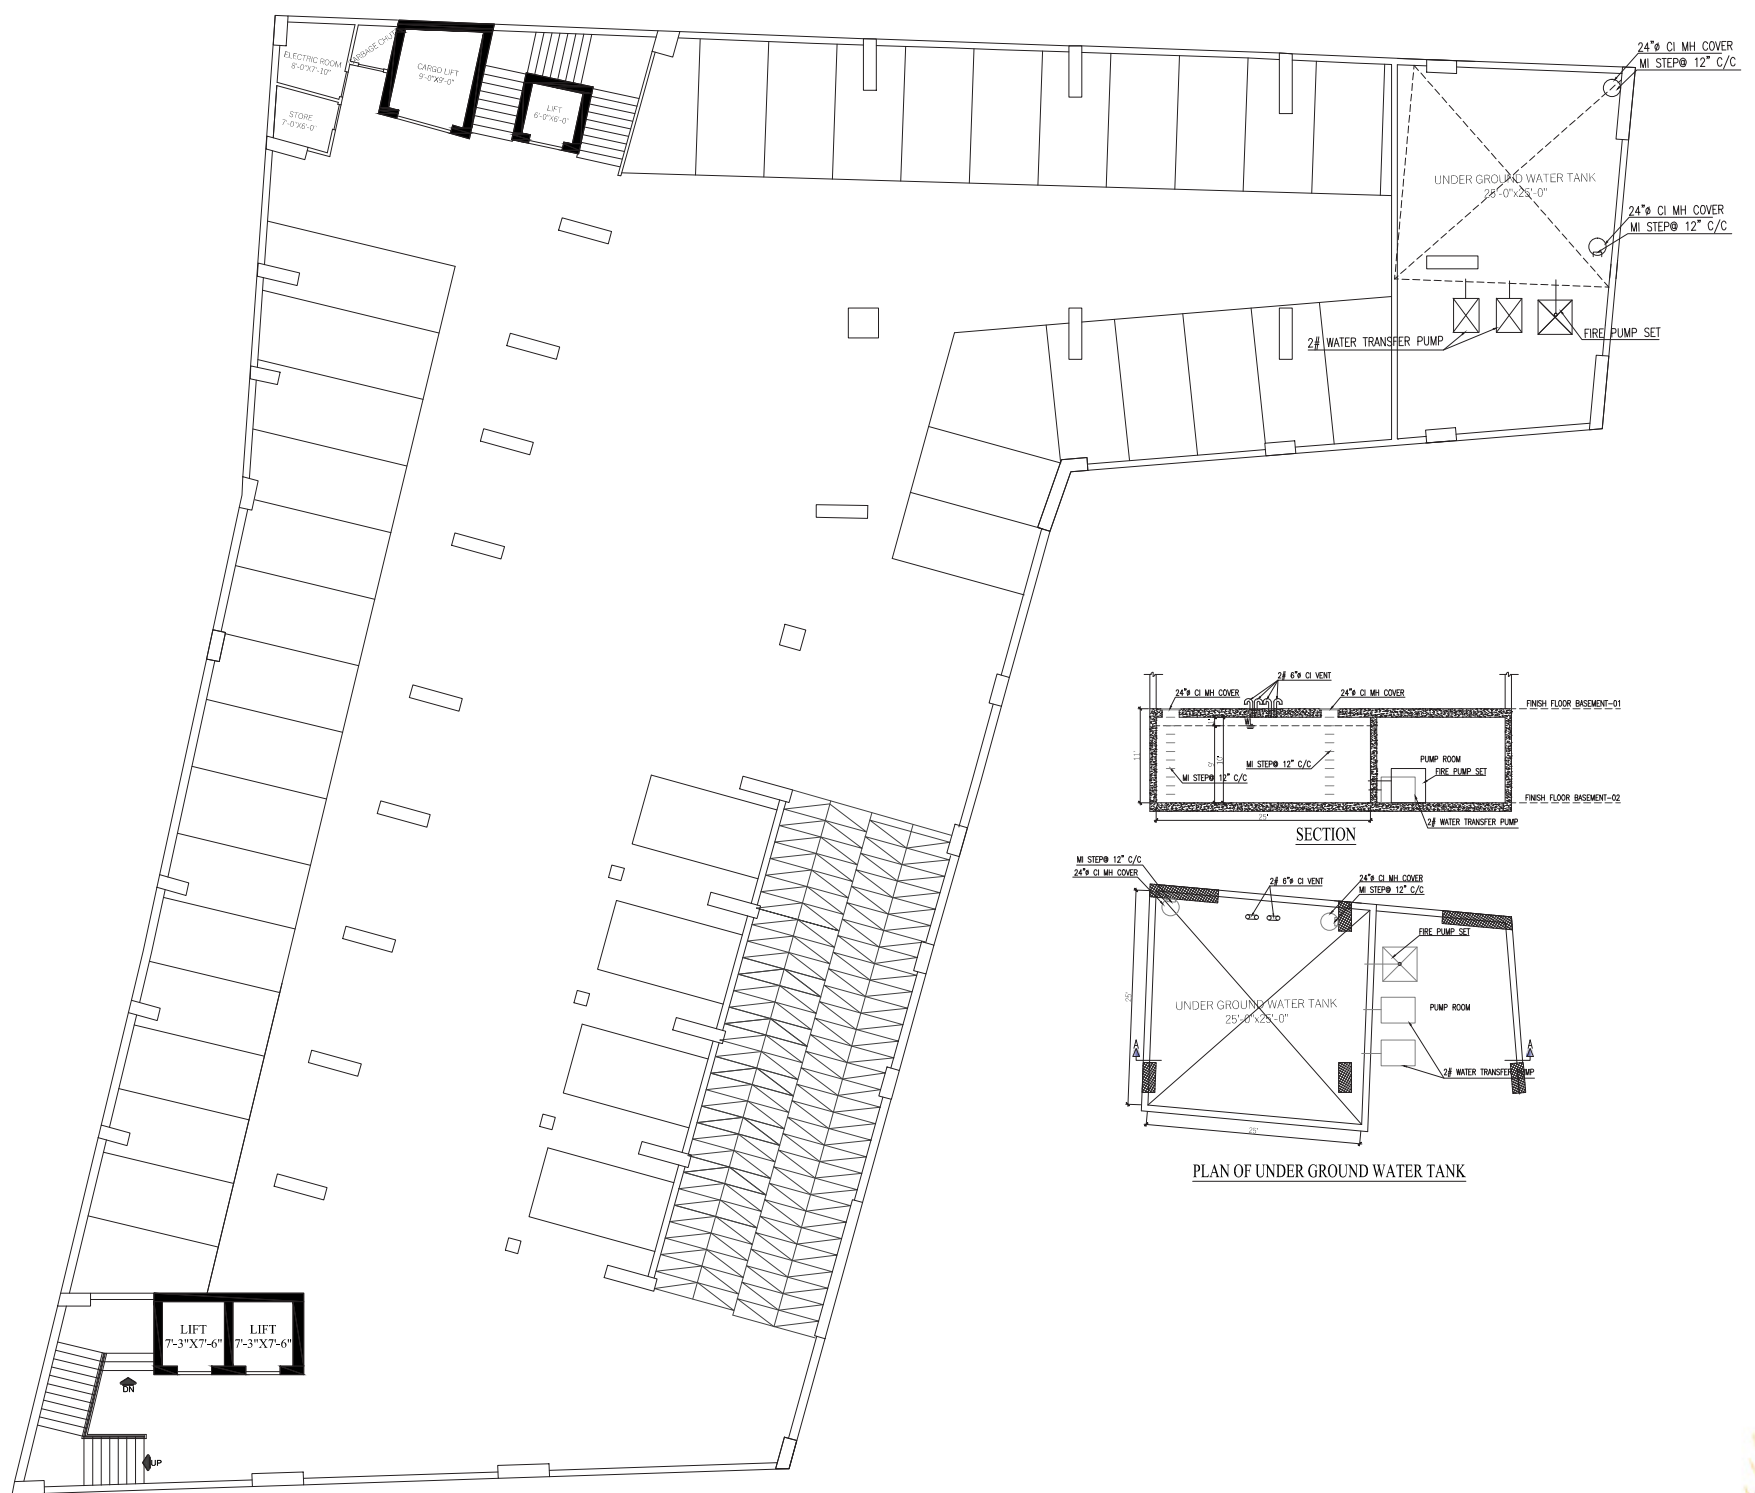 ELECTRIC ROOM
8'-0"X7'-10"
STORE
7'-0"X6'-0"
CARGO LIFT
9'-0"X9'-0"
LIFT
6'-0"X6'-0"
24"ø CI MH COVER
MI STEP@ 12" C/C
UNDER GROUND WATER TANK
25'-0"x25'-0"
24"ø CI MH COVER
MI STEP@ 12" C/C
FIRE PUMP SET
2# WATER TRANSFER PUMP
2# 6"ø CI VENT
24"ø CI MH COVER
24"ø CI MH COVER
FINISH FLOOR BASEMENT-01
11'
9'
10'
MI STEP@ 12" C/C
MI STEP@ 12" C/C
PUMP ROOM
FIRE PUMP SET
FINISH FLOOR BASEMENT-02
25'
2# WATER TRANSFER PUMP
SECTION
MI STEP@ 12" C/C
24"ø CI MH COVER
2# 6"ø CI VENT
24"ø CI MH COVER
MI STEP@ 12" C/C
FIRE PUMP SET
25'
UNDER GROUND WATER TANK
25'-0"x25'-0"
PUMP ROOM
A
A
2# WATER TRANSFER PUMP
25'
PLAN OF UNDER GROUND WATER TANK
LIFT
7'-3"X7'-6"
LIFT
7'-3"X7'-6"
DN
UP